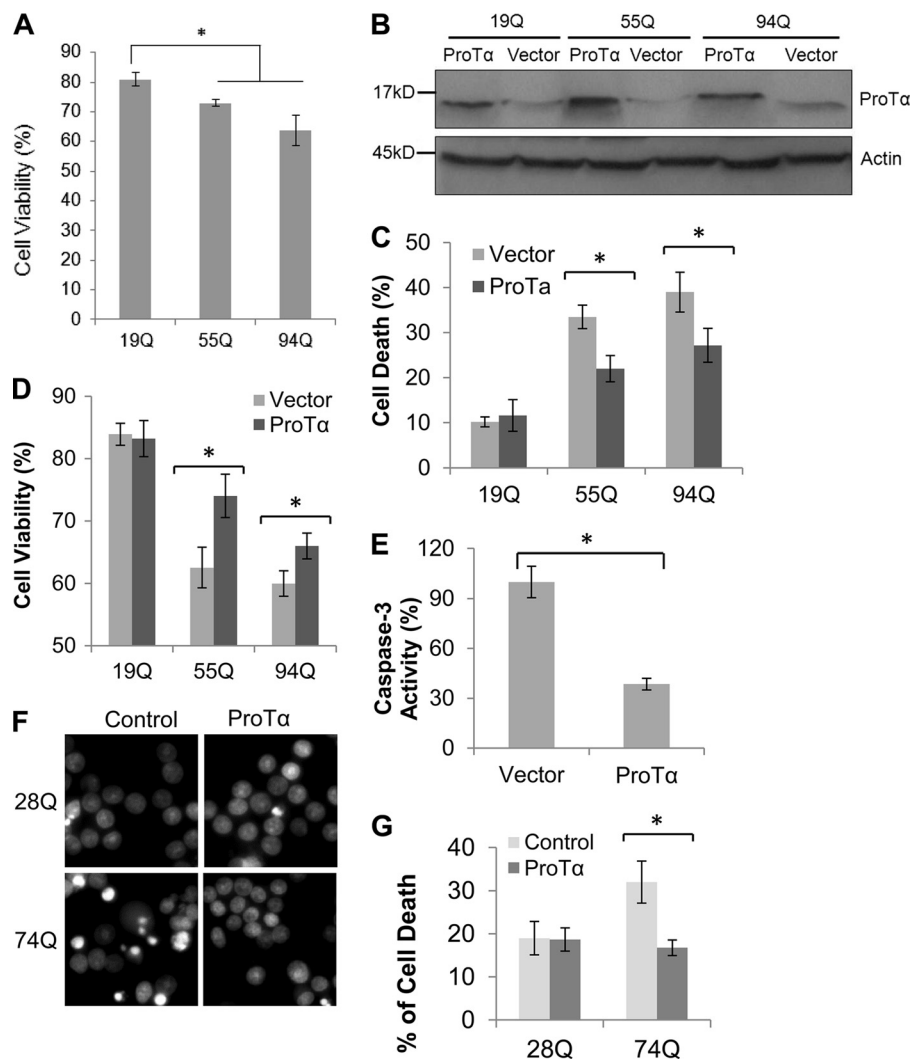 A
*
Cell Viability (%)
90
80
70
60
50
40
30
20
10
0
19Q 55Q 94Q
B
19Q 55Q 94Q
ProTα Vector ProTα Vector ProTα Vector
17kD
ProTα
45kD
Actin
C
Vector
ProTa
*
*
Cell Death (%)
50
40
30
20
10
0
19Q 55Q 94Q
D
Vector
ProTα
*
*
Cell Viability (%)
90
80
70
60
50
19Q 55Q 94Q
E
*
Caspase-3
Activity (%)
120
90
60
30
0
Vector ProTα
F
Control ProTα
28Q
74Q
G
Control
ProTα
*
% of Cell Death
40
30
20
10
0
28Q 74Q